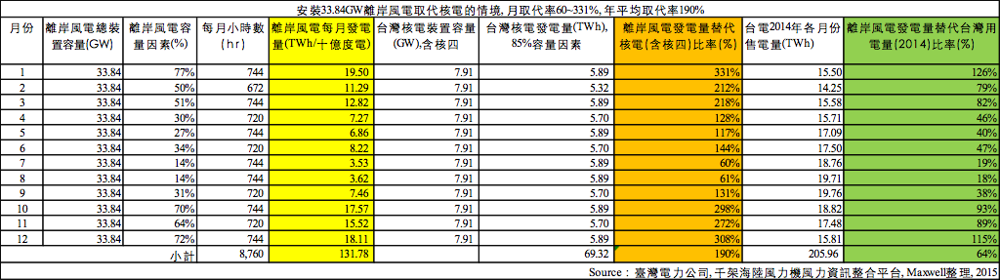 安裝33.84GW離岸風電取代核電的情境, 月取代率60~331%, 年平均取代率190%
月份 離岸風電總裝置容量(GW) 離岸風電容量因素(%) 每月小時數(hr) 離岸風電每月發電量(TWh/十億度電) 台灣核電裝置容量(GW),含核四 台灣核電發電量(TWh), 85%容量因素 離岸風電發電量替代核電(含核四)比率(%) 台電2014年各月份售電量(TWh) 離岸風電發電量替代台灣用電量(2014)比率(%)
1 33.84 77% 744 19.50 7.91 5.89 331% 15.50 126%
2 33.84 50% 672 11.29 7.91 5.32 212% 14.25 79%
3 33.84 51% 744 12.82 7.91 5.89 218% 15.58 82%
4 33.84 30% 720 7.27 7.91 5.70 128% 15.71 46%
5 33.84 27% 744 6.86 7.91 5.89 117% 17.09 40%
6 33.84 34% 720 8.22 7.91 5.70 144% 17.50 47%
7 33.84 14% 744 3.53 7.91 5.89 60% 18.76 19%
8 33.84 14% 744 3.62 7.91 5.89 61% 19.71 18%
9 33.84 31% 720 7.46 7.91 5.70 131% 19.76 38%
10 33.84 70% 744 17.57 7.91 5.89 298% 18.82 93%
11 33.84 64% 720 15.52 7.91 5.70 272% 17.48 89%
12 33.84 72% 744 18.11 7.91 5.89 308% 15.81 115%
小計 8,760 131.78 69.32 190% 205.96 64%
Source：臺灣電力公司, 千架海陸風力機風力資訊整合平台, Maxwell整理, 2015